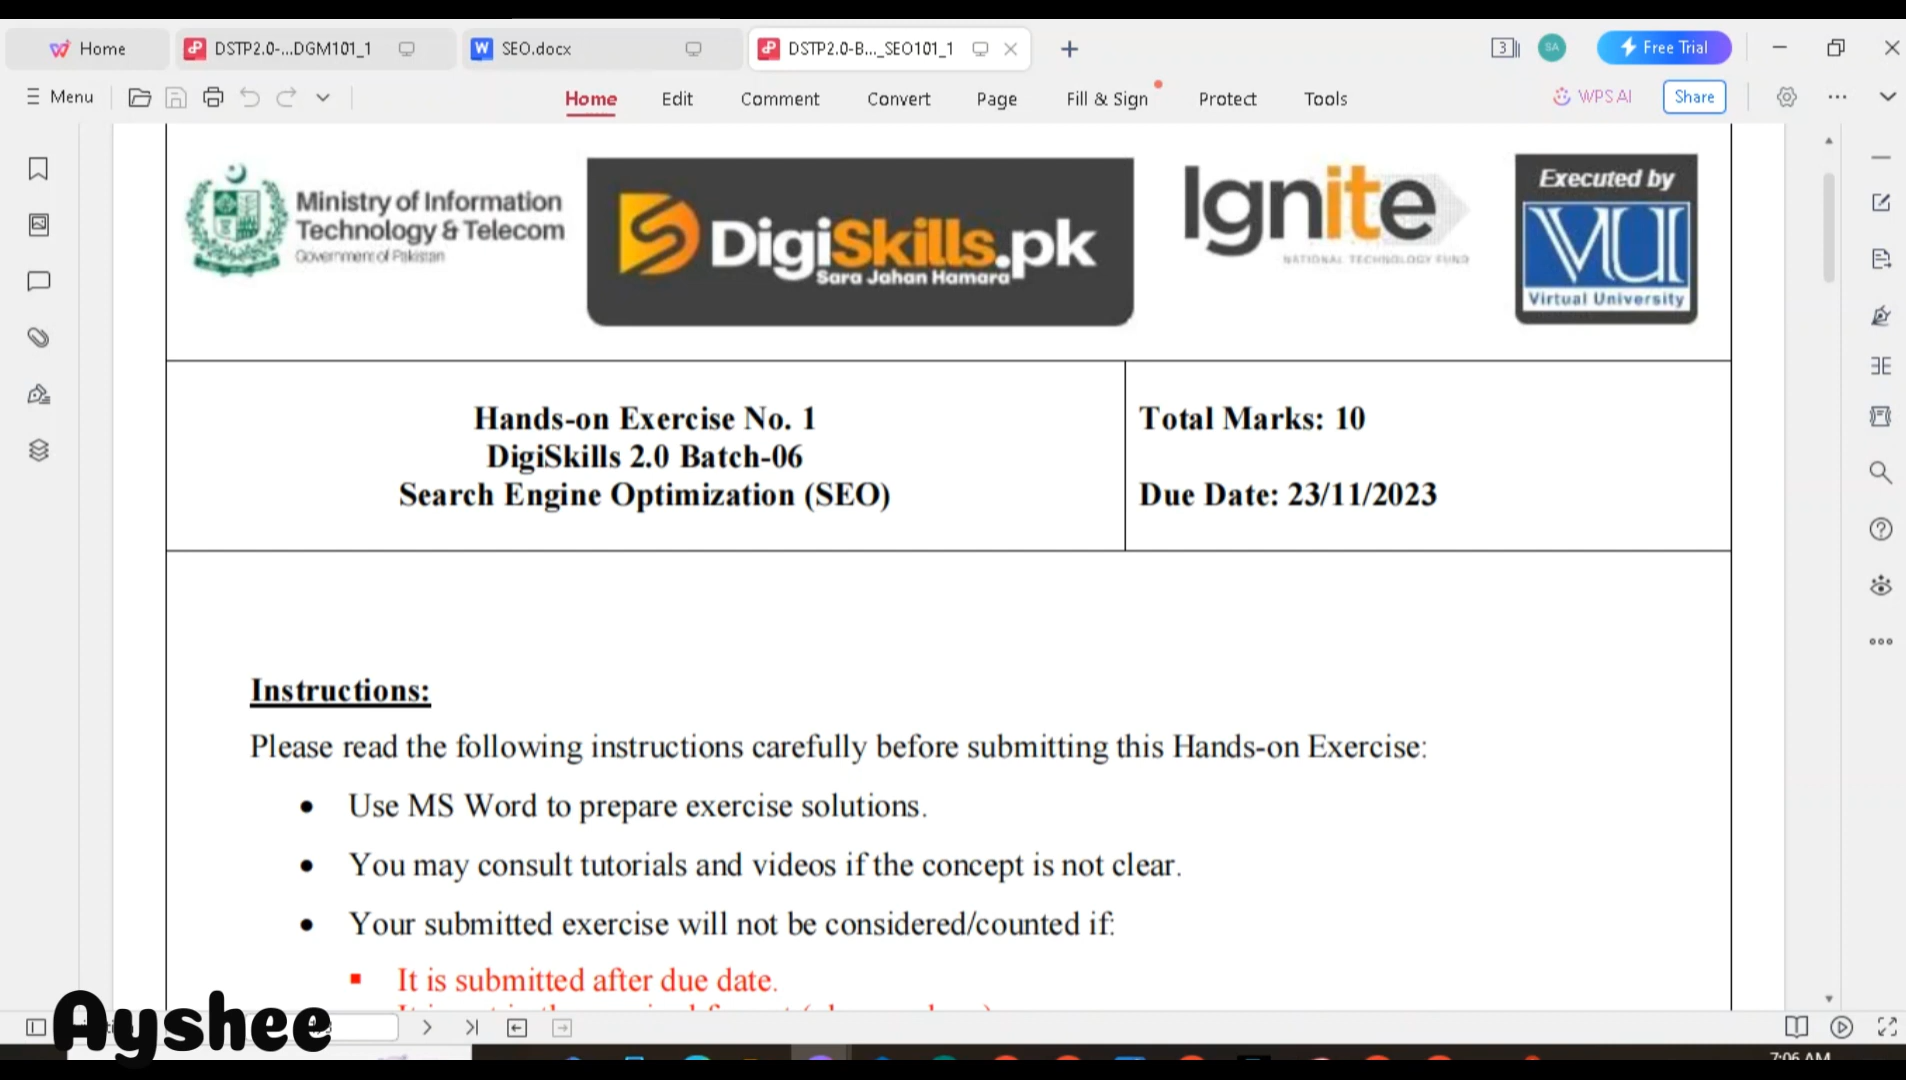 Home
DSTP2.0-...DGM101_1
SEO.docx
DSTP2.0-B..._SEO101_1
3
SA
Free Trial
Menu
Home
Edit
Comment
Convert
Page
Fill & Sign
Protect
Tools
WPS AI
Share
Ministry of Information
Technology & Telecom
Government of Pakistan
DigiSkills.pk
Sara Jahan Hamara
Ignite
NATIONAL TECHNOLOGY FUND
Executed by
VU
Virtual University
Hands-on Exercise No. 1
DigiSkills 2.0 Batch-06
Search Engine Optimization (SEO)
Total Marks: 10
Due Date: 23/11/2023
Instructions:
Please read the following instructions carefully before submitting this Hands-on Exercise:
• Use MS Word to prepare exercise solutions.
• You may consult tutorials and videos if the concept is not clear.
• Your submitted exercise will not be considered/counted if:
▪ It is submitted after due date.
Ayshee
7:06 AM